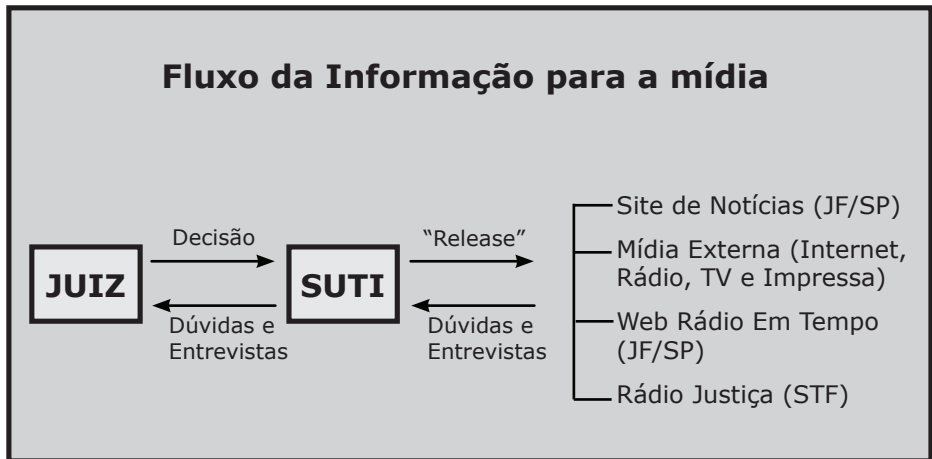 Fluxo da Informação para a mídia
JUIZ
Decisão
Dúvidas e
Entrevistas
SUTI
“Release”
Dúvidas e
Entrevistas
Site de Notícias (JF/SP)
Mídia Externa (Internet,
Rádio, TV e Impressa)
Web Rádio Em Tempo
(JF/SP)
Rádio Justiça (STF)